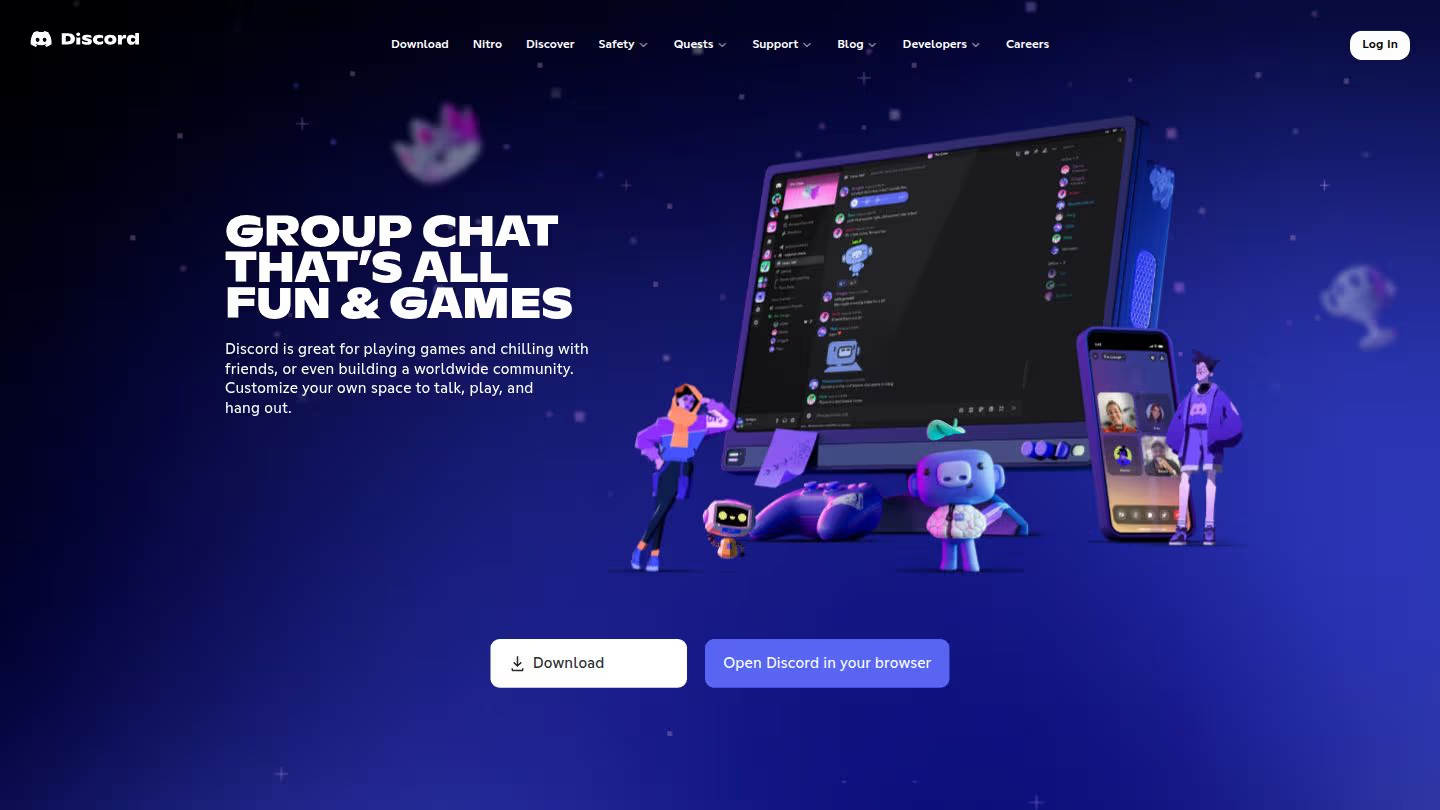 Discord
Download Nitro Discover Safety Quests Support Blog Developers Careers
Log In
GROUP CHAT
THAT'S ALL
FUN & GAMES
Discord is great for playing games and chilling with
friends, or even building a worldwide community.
Customize your own space to talk, play, and
hang out.
Download
Open Discord in your browser